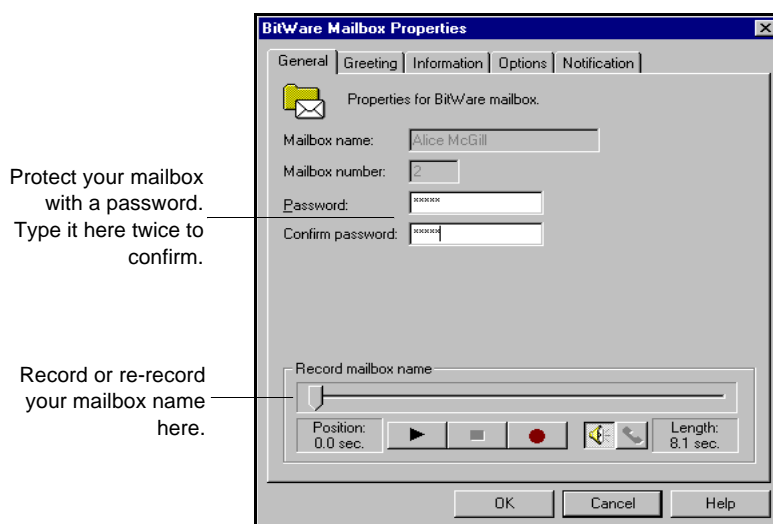 BitWare Mailbox Properties
General Greeting Information Options Notification
Properties for BitWare mailbox.
Mailbox name: Alice McGill
Mailbox number: 2
Protect your mailbox
with a password.
Type it here twice to
confirm.
Password: *****
Confirm password: *****
Record or re-record
your mailbox name
here.
Record mailbox name
Position:
0.0 sec.
Length:
8.1 sec.
OK Cancel Help